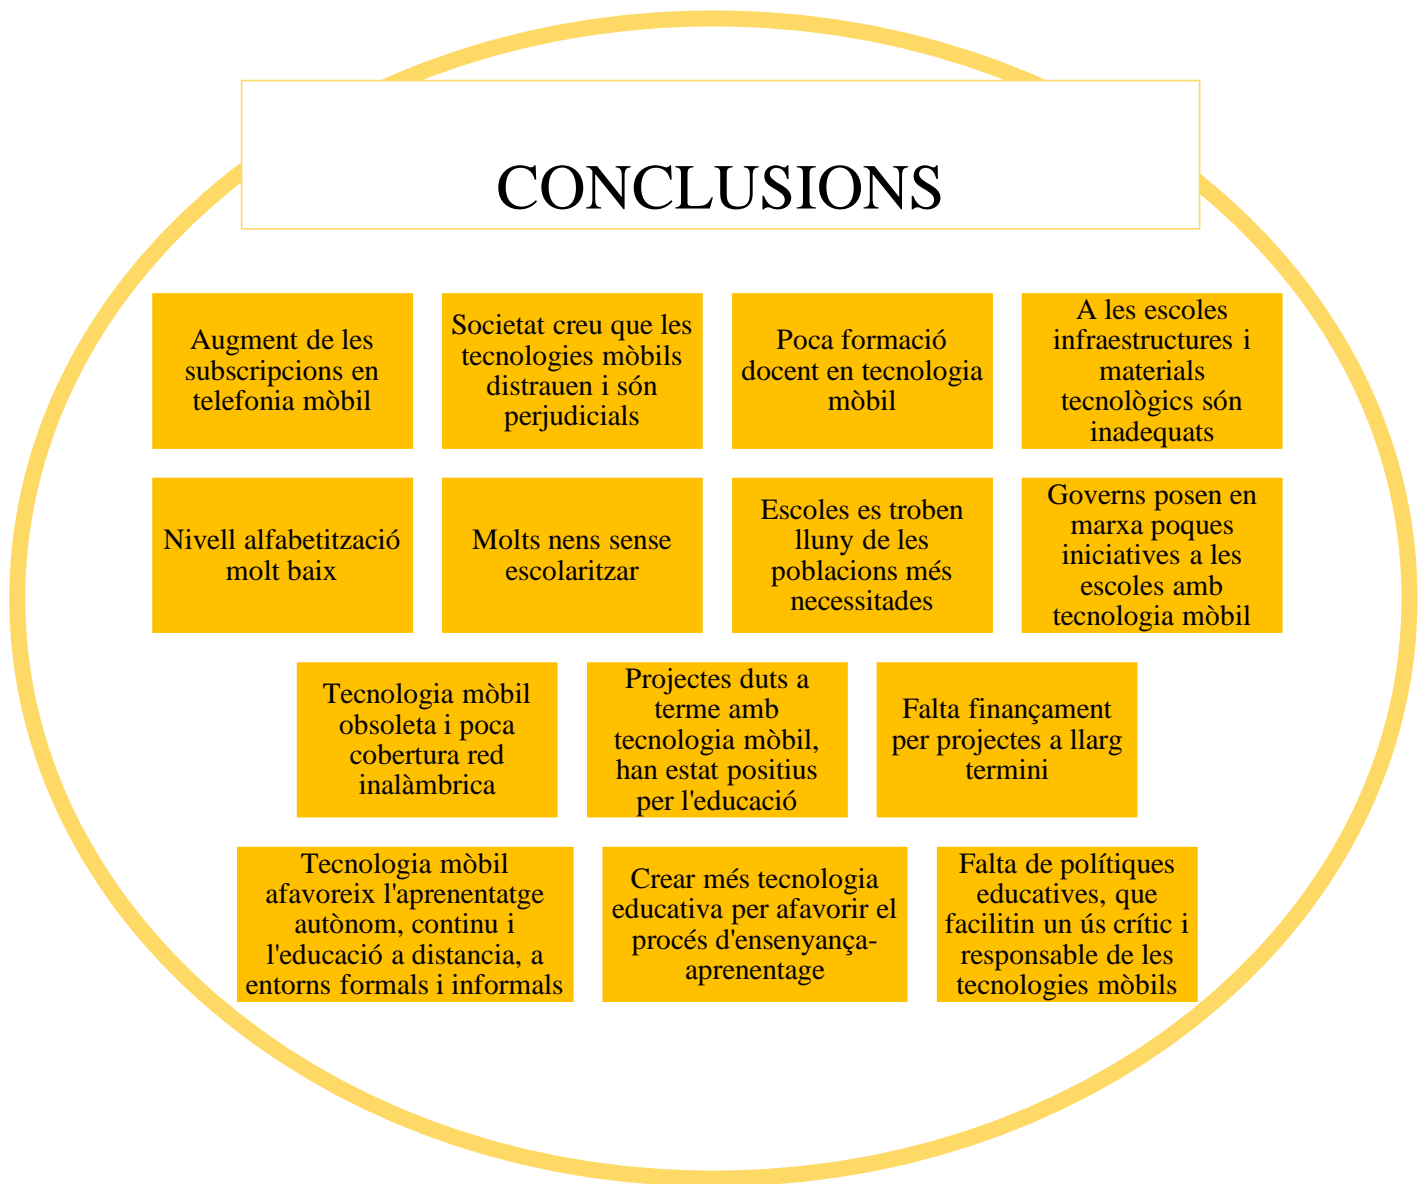 CONCLUSIONS
Augment de les
subscripcions en
telefonia mòbil
Societat creu que les
tecnologies mòbils
distrauen i són
perjudicials
Poca formació
docent en tecnologia
mòbil
A les escoles
infraestructures i
materials
tecnològics són
inadequats
Nivell alfabetització
molt baix
Molts nens sense
escolaritzar
Escoles es troben
lluny de les
poblacions més
necessitades
Governs posen en
marxa poques
iniciatives a les
escoles amb
tecnologia mòbil
Tecnologia mòbil
obsoleta i poca
cobertura red
inalàmbrica
Projectes duts a
terme amb
tecnologia mòbil,
han estat positius
per l'educació
Falta finançament
per projectes a llarg
termini
Tecnologia mòbil
afavoreix l'aprenentatge
autònom, continu i
l'educació a distancia, a
entorns formals i informals
Crear més tecnologia
educativa per afavorir el
procés d'ensenyança-
aprenentage
Falta de polítiques
educatives, que
facilitin un ús crític i
responsable de les
tecnologies mòbils